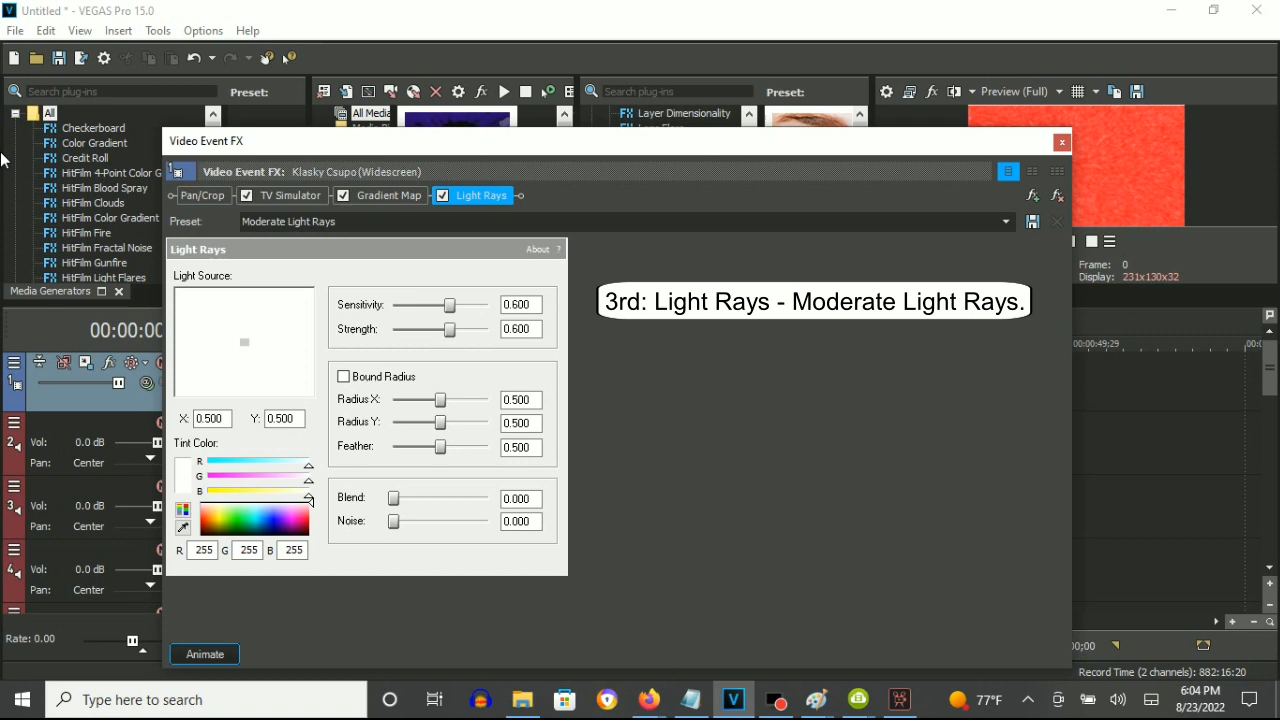 Untitled * - VEGAS Pro 15.0
File Edit View Insert Tools Options Help
Search plug-ins Preset:
Search plug-ins Preset:
Preview (Full)
All
Checkerboard
Color Gradient
Credit Roll
HitFilm 4-Point Color G
HitFilm Blood Spray
HitFilm Clouds
HitFilm Color Gradient
HitFilm Fire
HitFilm Fractal Noise
HitFilm Gunfire
HitFilm Light Flares
Media Generators
All Media
Layer Dimensionality
Video Event FX
Video Event FX: Klasky Csupo (Widescreen)
Pan/Crop TV Simulator Gradient Map Light Rays
Preset: Moderate Light Rays
Light Rays About ?
Light Source:
X: 0.500 Y: 0.500
Tint Color:
R
G
B
R 255 G 255 B 255
Sensitivity: 0.600
Strength: 0.600
Bound Radius
Radius X: 0.500
Radius Y: 0.500
Feather: 0.500
Blend: 0.000
Noise: 0.000
Animate
3rd: Light Rays - Moderate Light Rays.
Frame: 0
Display: 231x130x32
00:00:00
00:00:49;29
1
2
Vol: 0.0 dB
Pan: Center
3
Vol: 0.0 dB
Pan: Center
4
Vol: 0.0 dB
Pan: Center
Rate: 0.00
Record Time (2 channels): 882:16:20
Type here to search
77°F
6:04 PM
8/23/2022